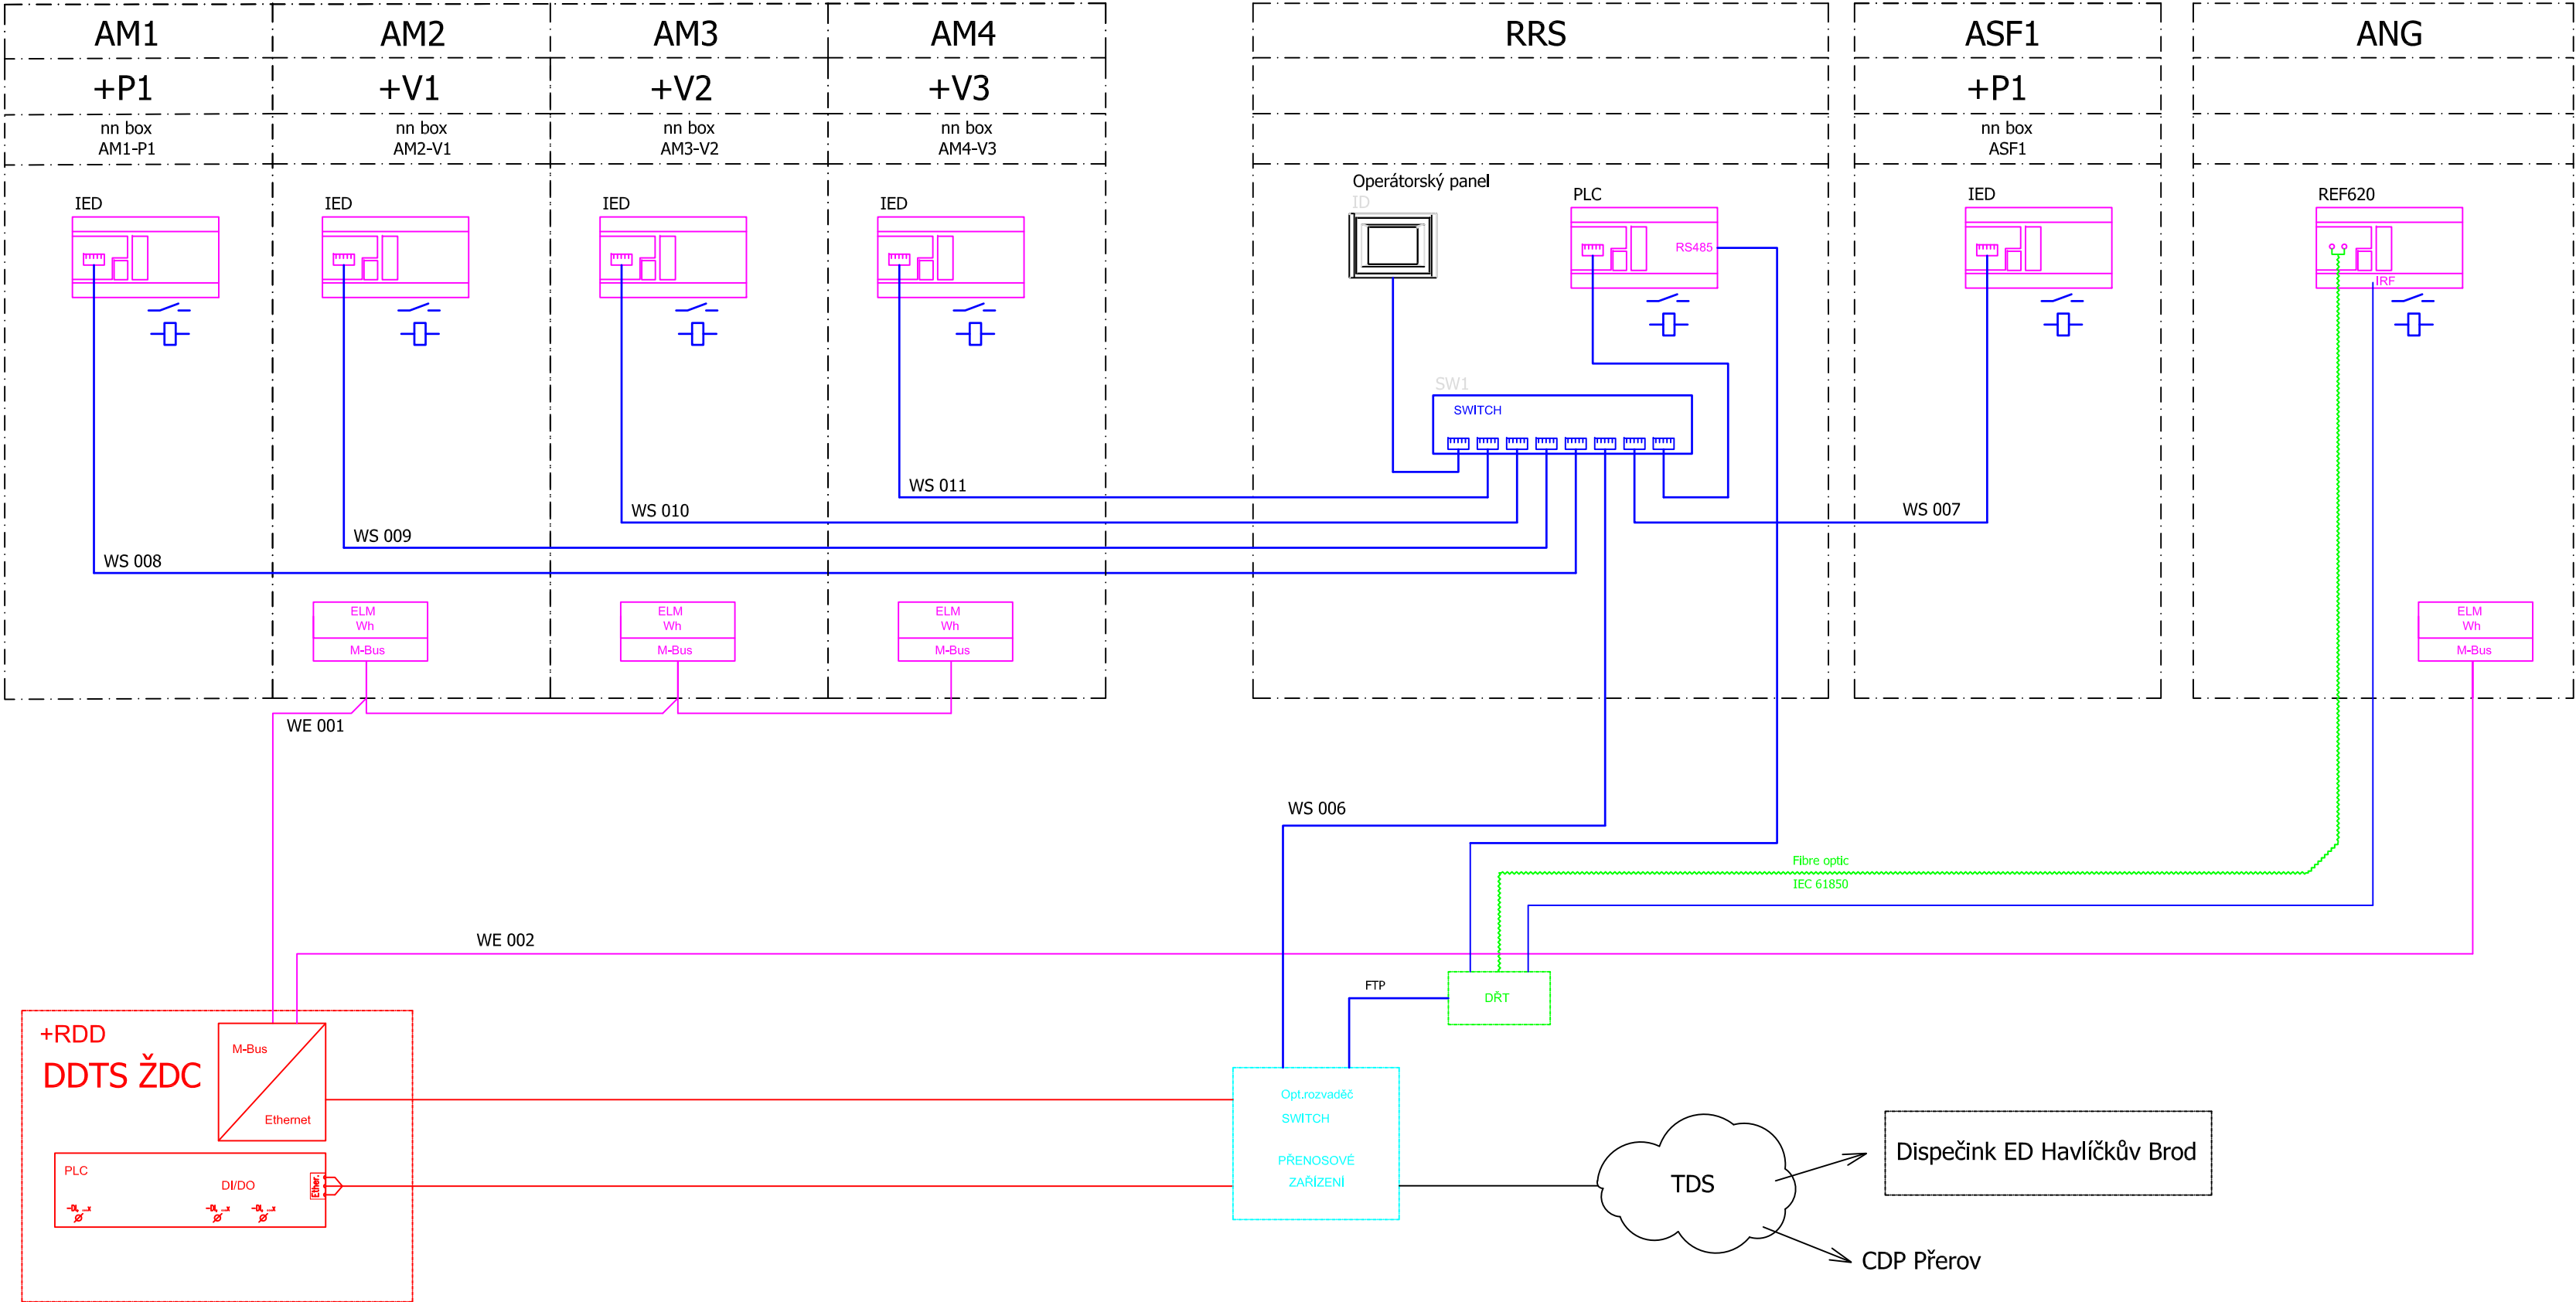 AM1
AM2
AM3
AM4
RRS
ASF1
ANG
+P1
+V1
+V2
+V3
+P1
nn box
AM1-P1
nn box
AM2-V1
nn box
AM3-V2
nn box
AM4-V3
nn box
ASF1
IED
IED
IED
IED
Operátorský panel
ID
PLC
RS485
IED
REF620
IRF
SW1
SWITCH
WS 011
WS 010
WS 009
WS 008
WS 007
ELM
Wh
M-Bus
ELM
Wh
M-Bus
ELM
Wh
M-Bus
ELM
Wh
M-Bus
WE 001
WS 006
Fibre optic
IEC 61850
WE 002
FTP
DŘT
+RDD
DDTS ŽDC
M-Bus
Ethernet
PLC
DI/DO
Ether.
Opt,rozvaděč
SWITCH
PŘENOSOVÉ
ZAŘÍZENÍ
TDS
Dispečink ED Havlíčkův Brod
CDP Přerov